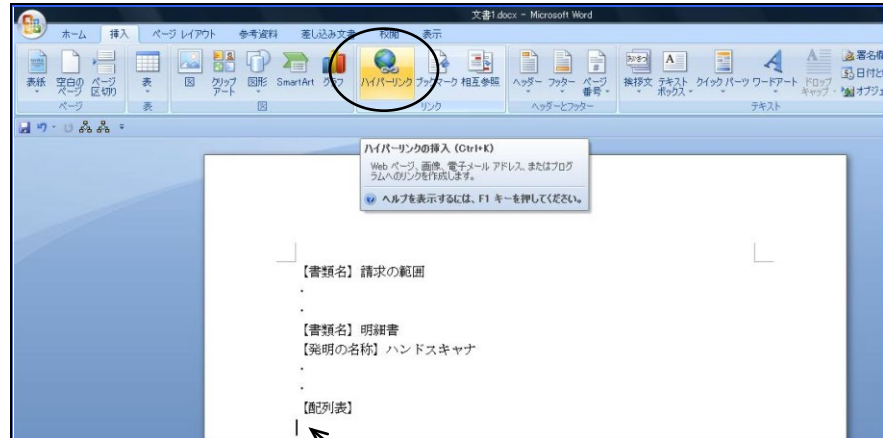 文書1.docx - Microsoft Word
ホーム 挿入 ページ レイアウト 参考資料 差し込み文書 校閲 表示
表紙 空白のページ ページ区切り 表 図 クリップアート 図形 SmartArt グラフ ハイパーリンク ブックマーク 相互参照 ヘッダー フッター ページ番号 挨拶文 テキストボックス クイック パーツ ワードアート ドロップキャップ 署名欄
日付と
オブジェ
ページ 表 図 リンク ヘッダーとフッター テキスト
ハイパーリンクの挿入 (Ctrl+K)
Web ページ、画像、電子メール アドレス、またはプログ
ラムへのリンクを作成します。
ヘルプを表示するには、F1 キーを押してください。
【書類名】請求の範囲
・
・
【書類名】明細書
【発明の名称】ハンドスキャナ
・
・
【配列表】